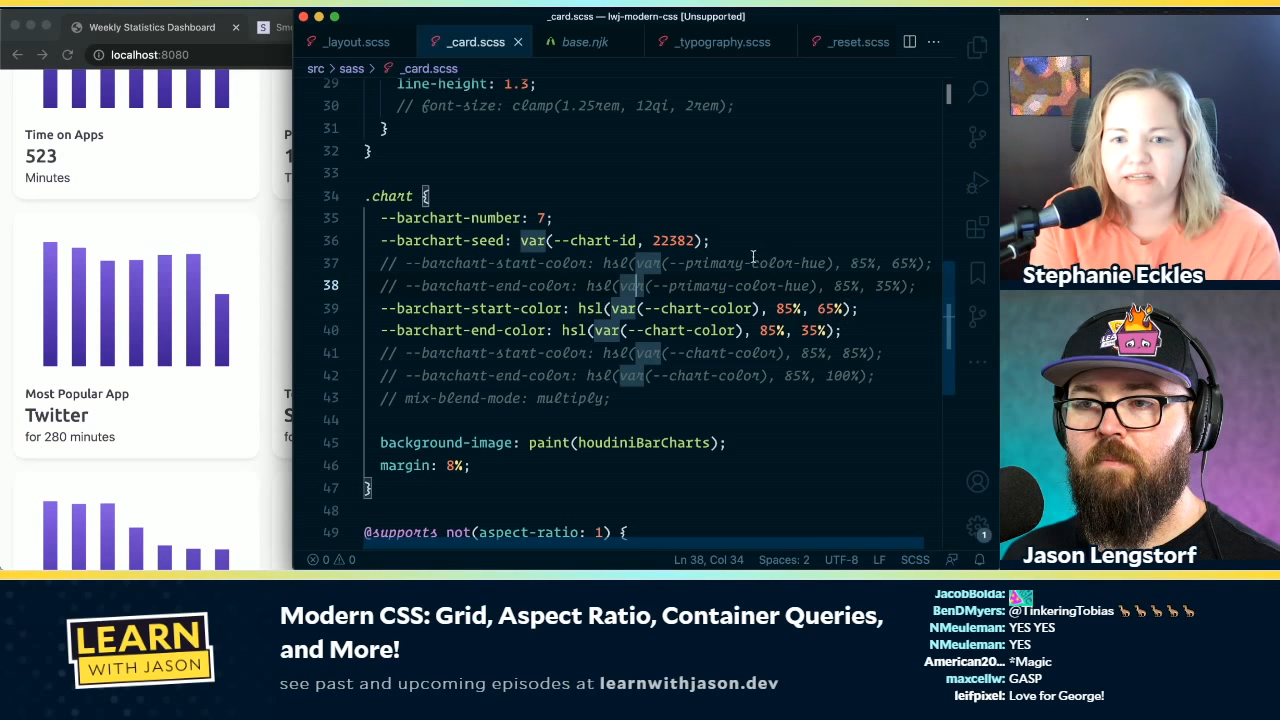 Weekly Statistics Dashboard
localhost:8080
Time on Apps
523
Minutes
Most Popular App
Twitter
for 280 minutes
_card.scss — lwj-modern-css [Unsupported]
_layout.scss
_card.scss
base.njk
_typography.scss
_reset.scss
src > sass > _card.scss
29 line-height: 1.3;
30 // font-size: clamp(1.25rem, 12qi, 2rem);
31 }
32 }
33
34 .chart {
35 --barchart-number: 7;
36 --barchart-seed: var(--chart-id, 22382);
37 // --barchart-start-color: hsl(var(--primary-color-hue), 85%, 65%);
38 // --barchart-end-color: hsl(var(--primary-color-hue), 85%, 35%);
39 --barchart-start-color: hsl(var(--chart-color), 85%, 65%);
40 --barchart-end-color: hsl(var(--chart-color), 85%, 35%);
41 // --barchart-start-color: hsl(var(--chart-color), 85%, 85%);
42 // --barchart-end-color: hsl(var(--chart-color), 85%, 100%);
43 // mix-blend-mode: multiply;
44
45 background-image: paint(houdiniBarCharts);
46 margin: 8%;
47 }
48
49 @supports not(aspect-ratio: 1) {
0 0
Ln 38, Col 34
Spaces: 2
UTF-8
LF
SCSS
1
Stephanie Eckles
Jason Lengstorf
LEARN
WITH JASON
Modern CSS: Grid, Aspect Ratio, Container Queries,
and More!
see past and upcoming episodes at learnwithjason.dev
JacobBolda:
BenDMyers: @TinkeringTobias
NMeuleman: YES YES
NMeuleman: YES
American20... *Magic
maxcellw: GASP
leifpixel: Love for George!